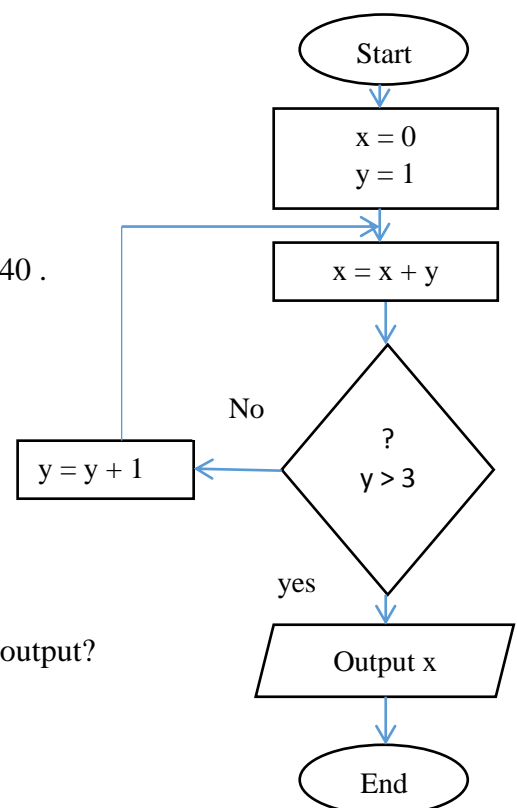 Start
x = 0
y = 1
40 .
x = x + y
No
?
y > 3
y = y + 1
yes
output?
Output x
End